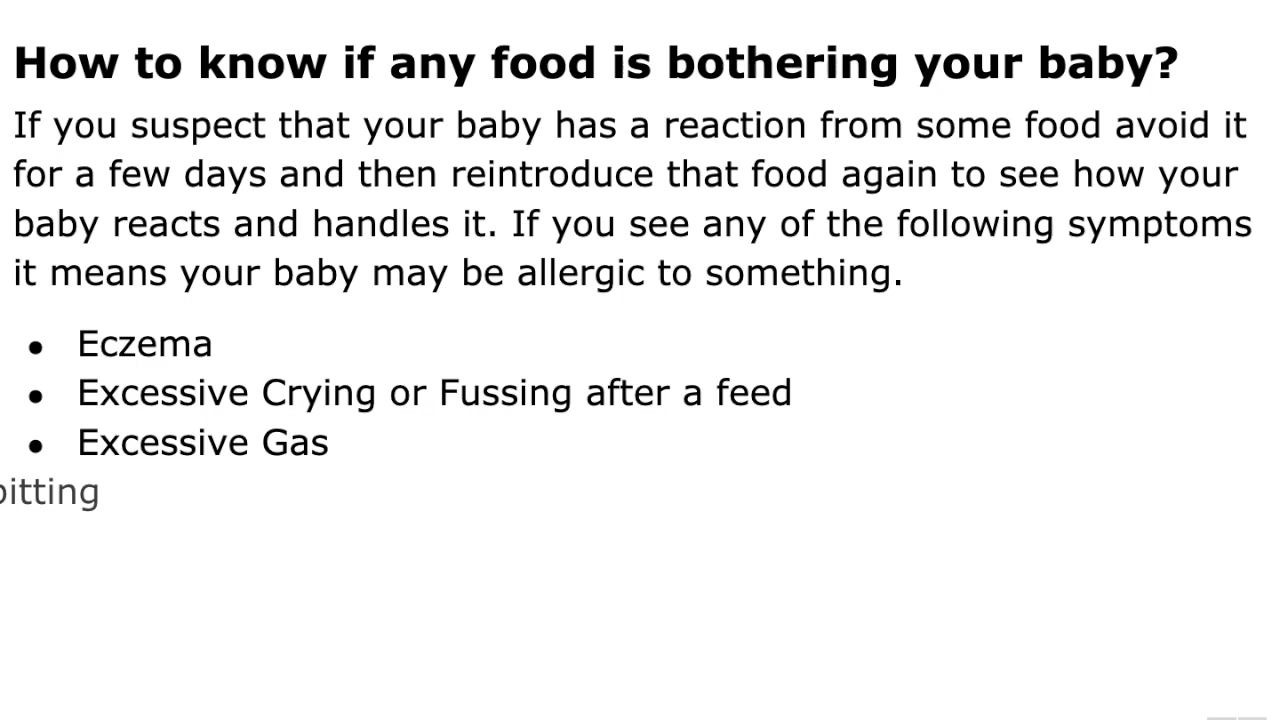 How to know if any food is bothering your baby?
If you suspect that your baby has a reaction from some food avoid it
for a few days and then reintroduce that food again to see how your
baby reacts and handles it. If you see any of the following symptoms
it means your baby may be allergic to something.
• Eczema
• Excessive Crying or Fussing after a feed
• Excessive Gas
pitting